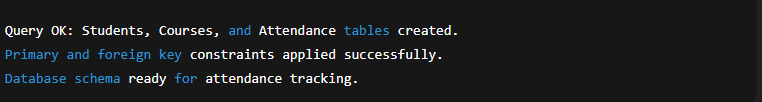 Query OK: Students, Courses, and Attendance tables created.
Primary and foreign key constraints applied successfully.
Database schema ready for attendance tracking.